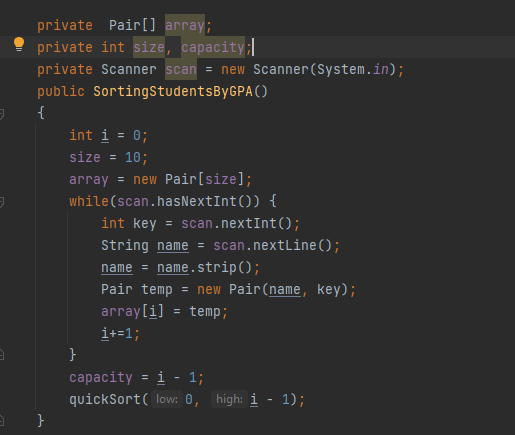 private  Pair[] array;
private int size, capacity;
private Scanner scan = new Scanner(System.in);
public SortingStudentsByGPA()
{
    int i = 0;
    size = 10;
    array = new Pair[size];
    while(scan.hasNextInt()) {
        int key = scan.nextInt();
        String name = scan.nextLine();
        name = name.strip();
        Pair temp = new Pair(name, key);
        array[i] = temp;
        i+=1;
    }
    capacity = i - 1;
    quickSort( low: 0, high: i - 1);
}